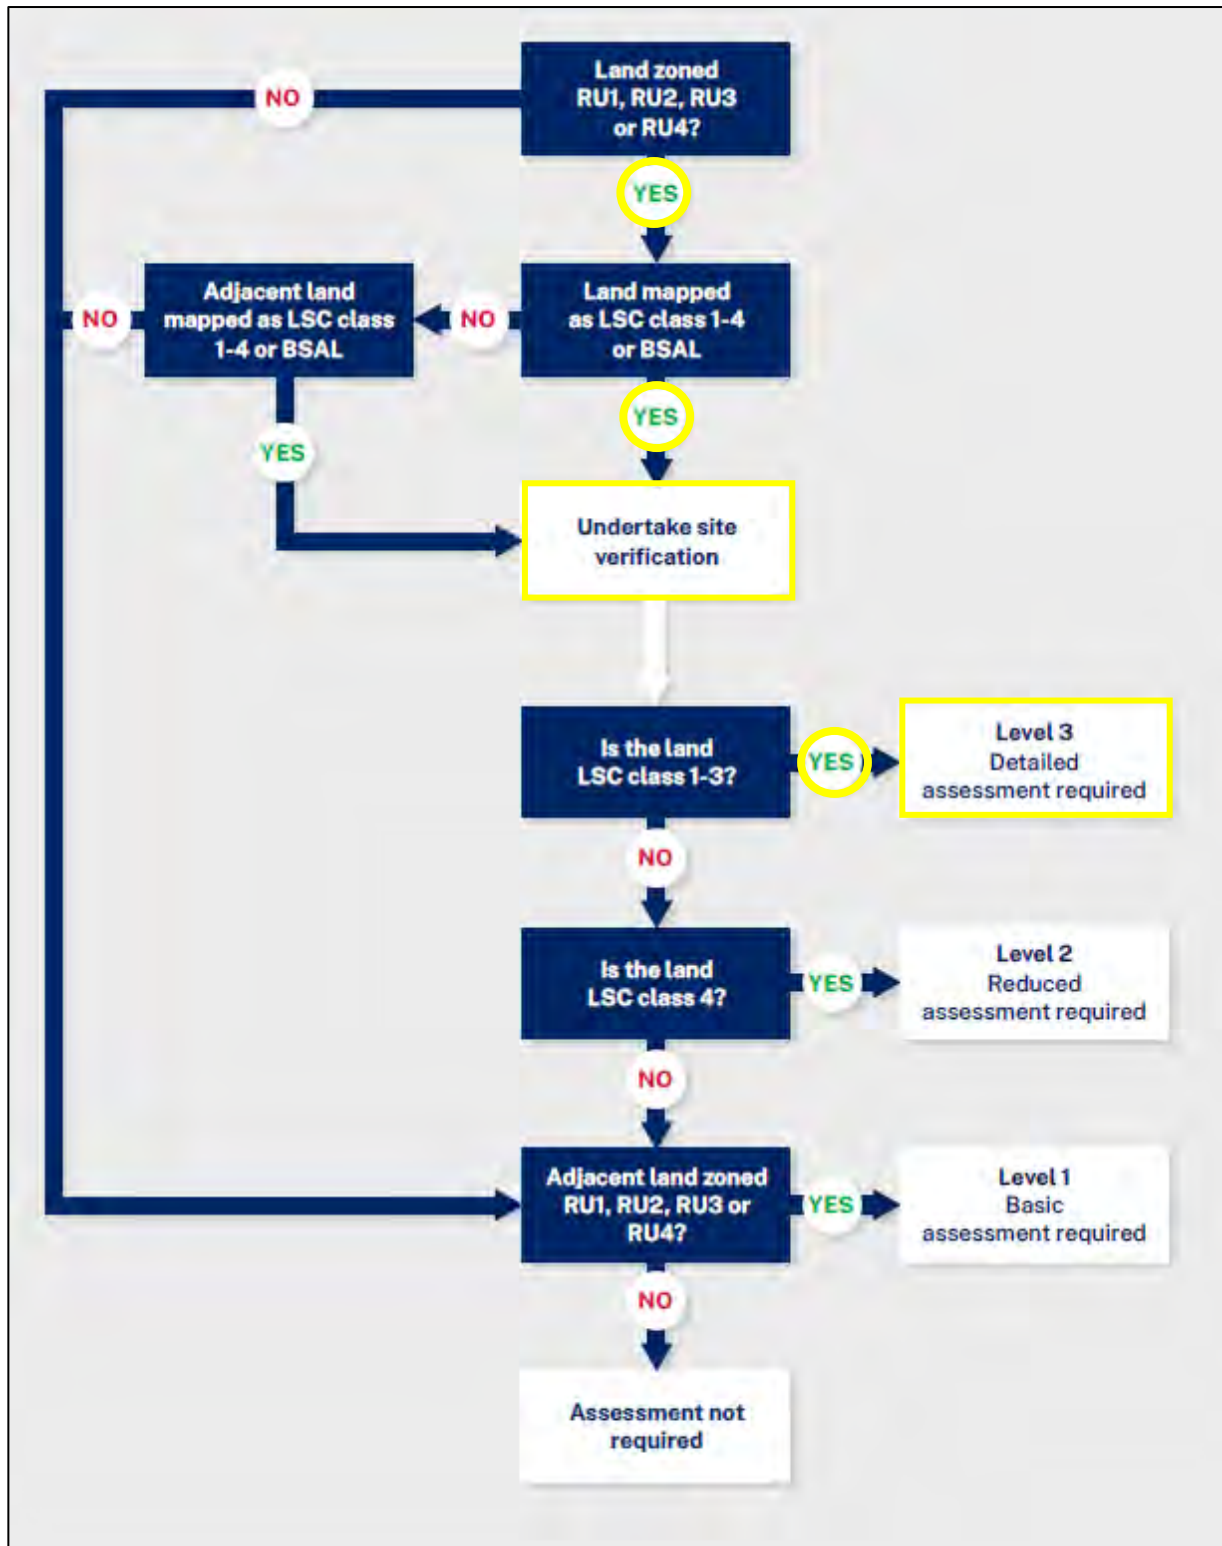 Land zoned
RU1, RU2, RU3
or RU4?
NO
YES
Adjacent land
mapped as LSC class
1-4 or BSAL
Land mapped
as LSC class 1-4
or BSAL
NO
NO
YES
YES
Undertake site
verification
Is the land
LSC class 1-3?
YES
Level 3
Detailed
assessment required
NO
Is the land
LSC class 4?
YES
Level 2
Reduced
assessment required
NO
Adjacent land zoned
RU1, RU2, RU3 or
RU4?
YES
Level 1
Basic
assessment required
NO
Assessment not
required